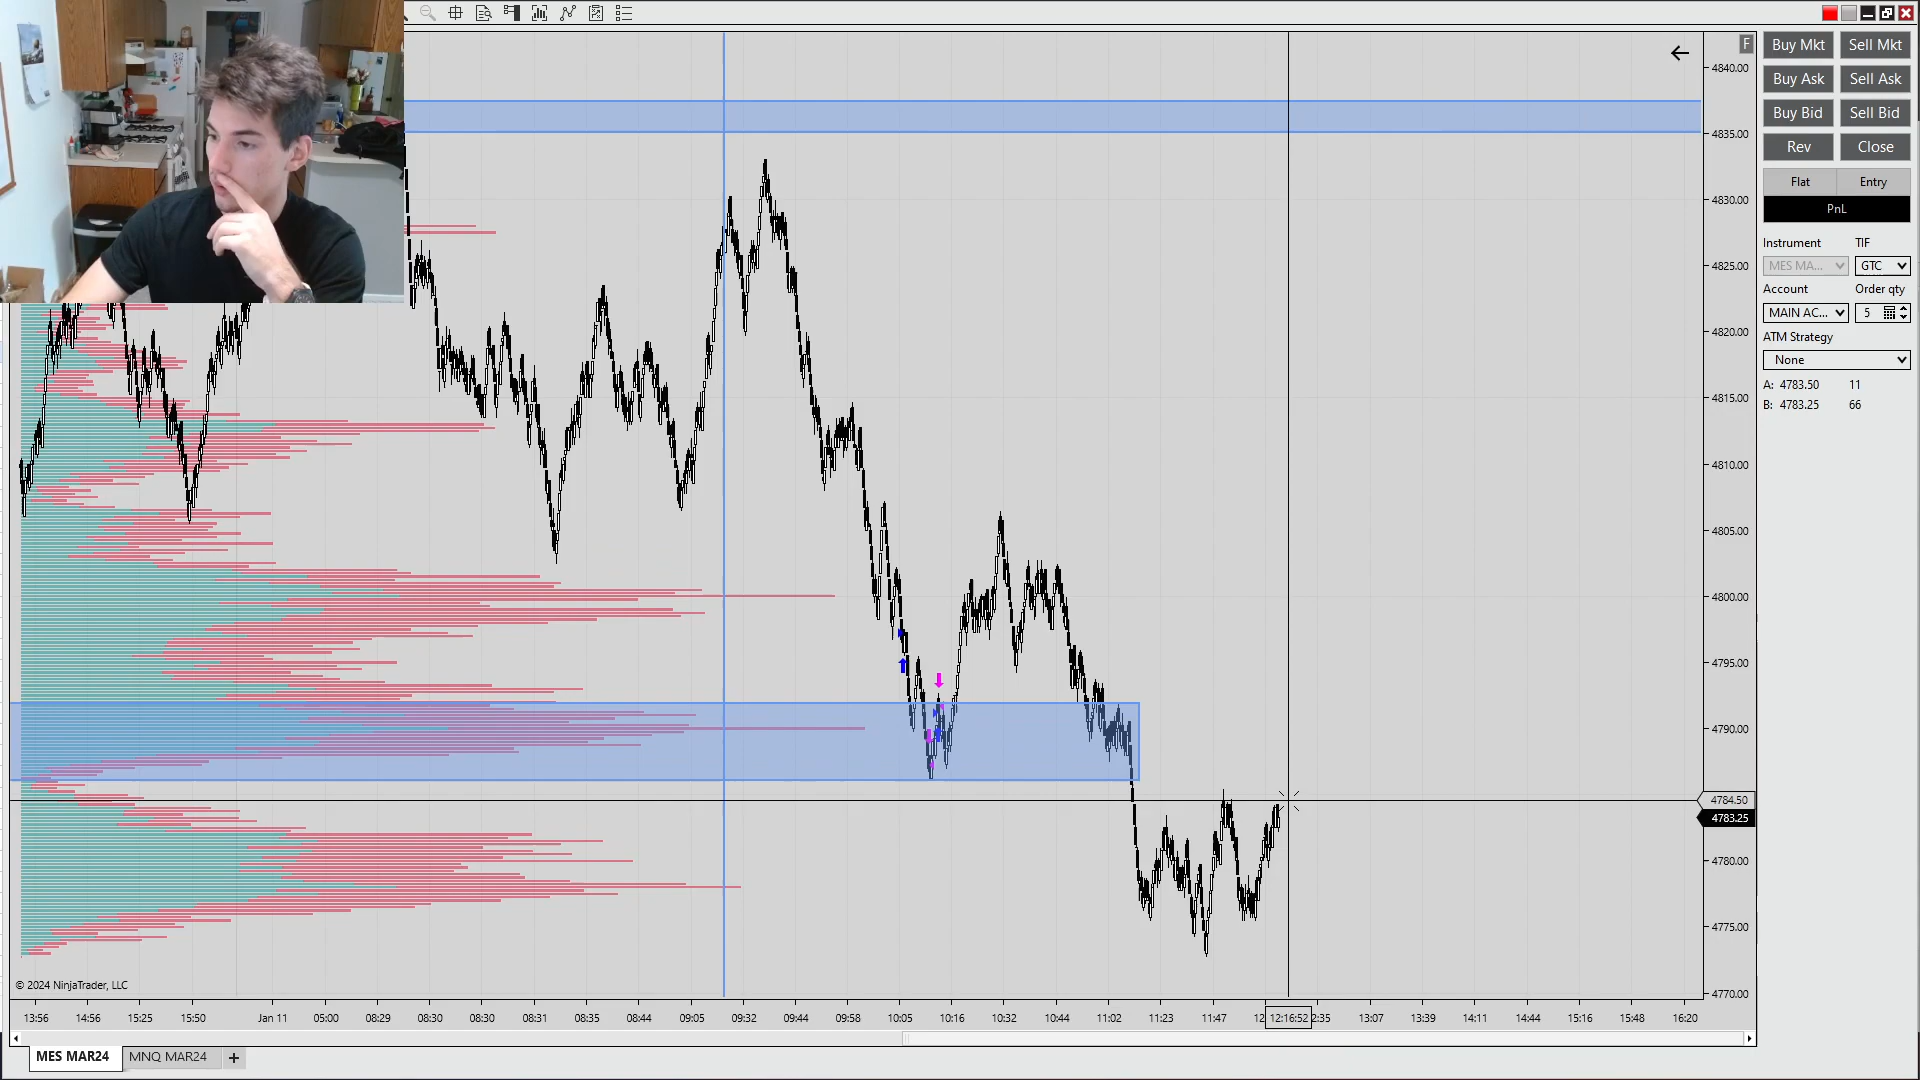 F
Buy Mkt Sell Mkt
Buy Ask Sell Ask
Buy Bid Sell Bid
Rev Close
Flat Entry
PnL
Instrument TIF
MES MA... GTC
Account Order qty
MAIN AC... 5
ATM Strategy
None
A: 4783.50 11
B: 4783.25 66
4840.00
4835.00
4830.00
4825.00
4820.00
4815.00
4810.00
4805.00
4800.00
4795.00
4790.00
4784.50
4783.25
4780.00
4775.00
4770.00
© 2024 NinjaTrader, LLC
13:56 14:56 15:25 15:50 Jan 11 05:00 08:29 08:30 08:30 08:31 08:35 08:44 09:05 09:32 09:44 09:58 10:05 10:16 10:32 10:44 11:02 11:23 11:47 12:16:52 13:07 13:39 14:11 14:44 15:16 15:48 16:20
MES MAR24 MNQ MAR24 +